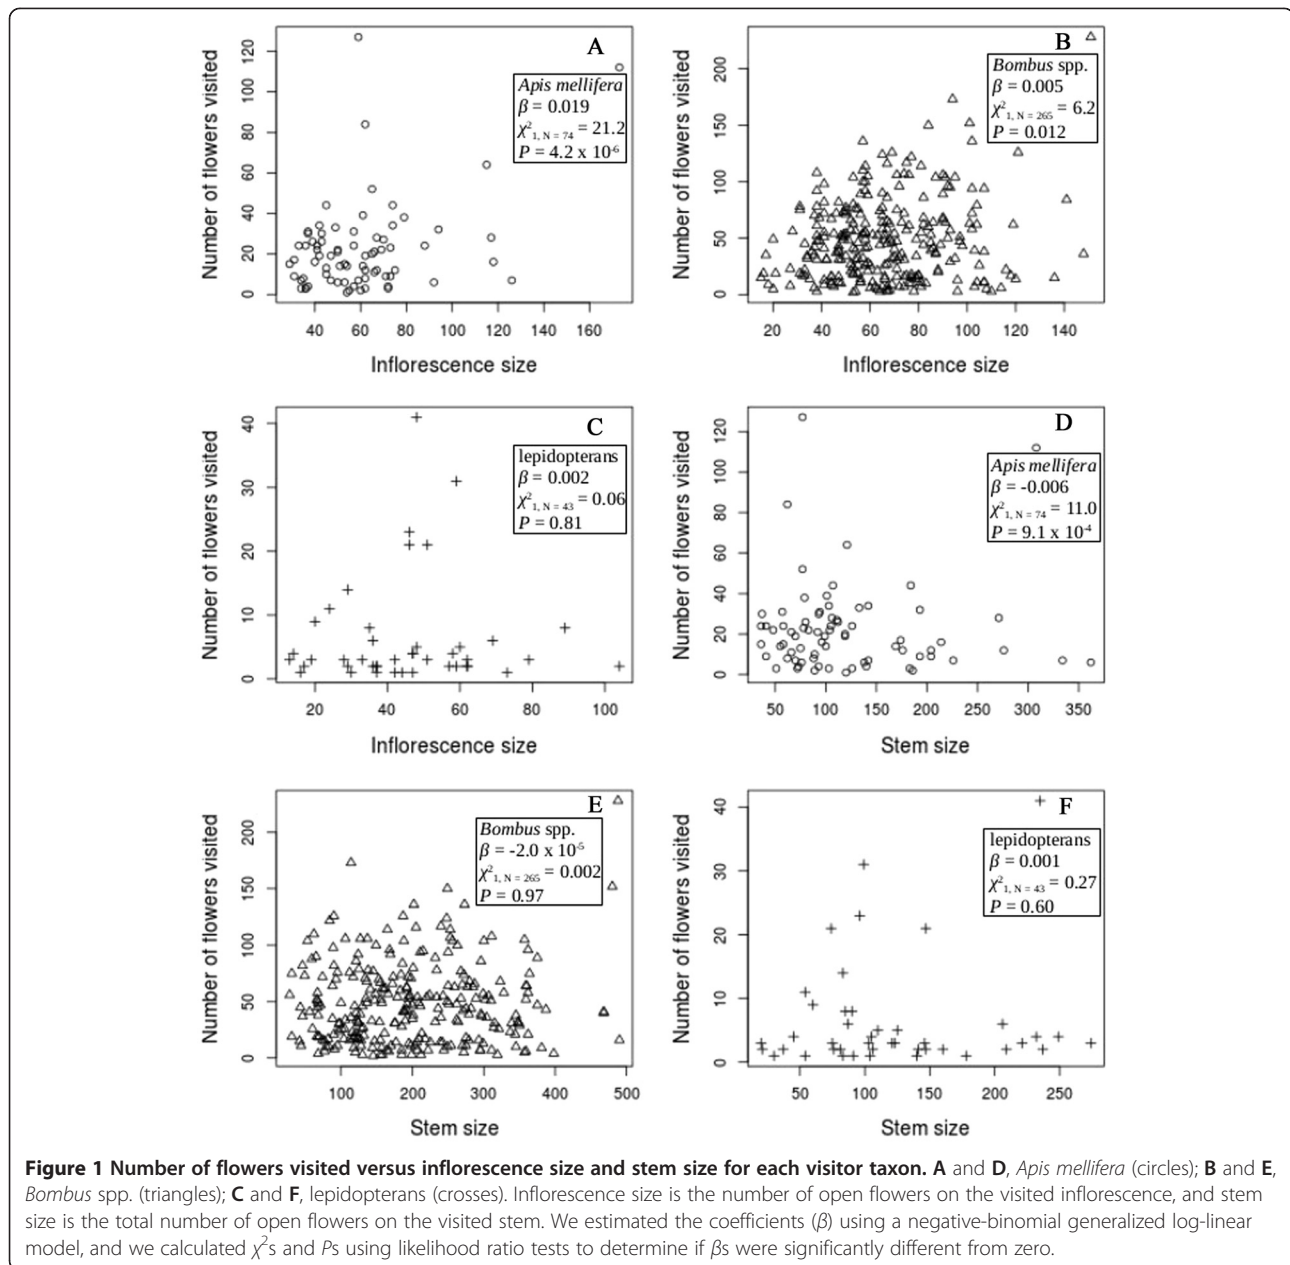 A
Apis mellifera
β = 0.019
χ²1, N = 74 = 21.2
P = 4.2 x 10-6
Number of flowers visited
0 20 40 60 80 100 120
40 60 80 100 120 140 160
Inflorescence size
B
Bombus spp.
β = 0.005
χ²1, N = 265 = 6.2
P = 0.012
Number of flowers visited
0 50 100 150 200
20 40 60 80 100 120 140
Inflorescence size
C
lepidopterans
β = 0.002
χ²1, N = 43 = 0.06
P = 0.81
Number of flowers visited
0 10 20 30 40
20 40 60 80 100
Inflorescence size
D
Apis mellifera
β = -0.006
χ²1, N = 74 = 11.0
P = 9.1 x 10-4
Number of flowers visited
0 20 40 60 80 100 120
50 100 150 200 250 300 350
Stem size
E
Bombus spp.
β = -2.0 x 10-5
χ²1, N = 265 = 0.002
P = 0.97
Number of flowers visited
0 50 100 150 200
100 200 300 400 500
Stem size
F
lepidopterans
β = 0.001
χ²1, N = 43 = 0.27
P = 0.60
Number of flowers visited
0 10 20 30 40
50 100 150 200 250
Stem size
Figure 1 Number of flowers visited versus inflorescence size and stem size for each visitor taxon. A and D, Apis mellifera (circles); B and E,
Bombus spp. (triangles); C and F, lepidopterans (crosses). Inflorescence size is the number of open flowers on the visited inflorescence, and stem
size is the total number of open flowers on the visited stem. We estimated the coefficients (β) using a negative-binomial generalized log-linear
model, and we calculated χ²s and Ps using likelihood ratio tests to determine if βs were significantly different from zero.